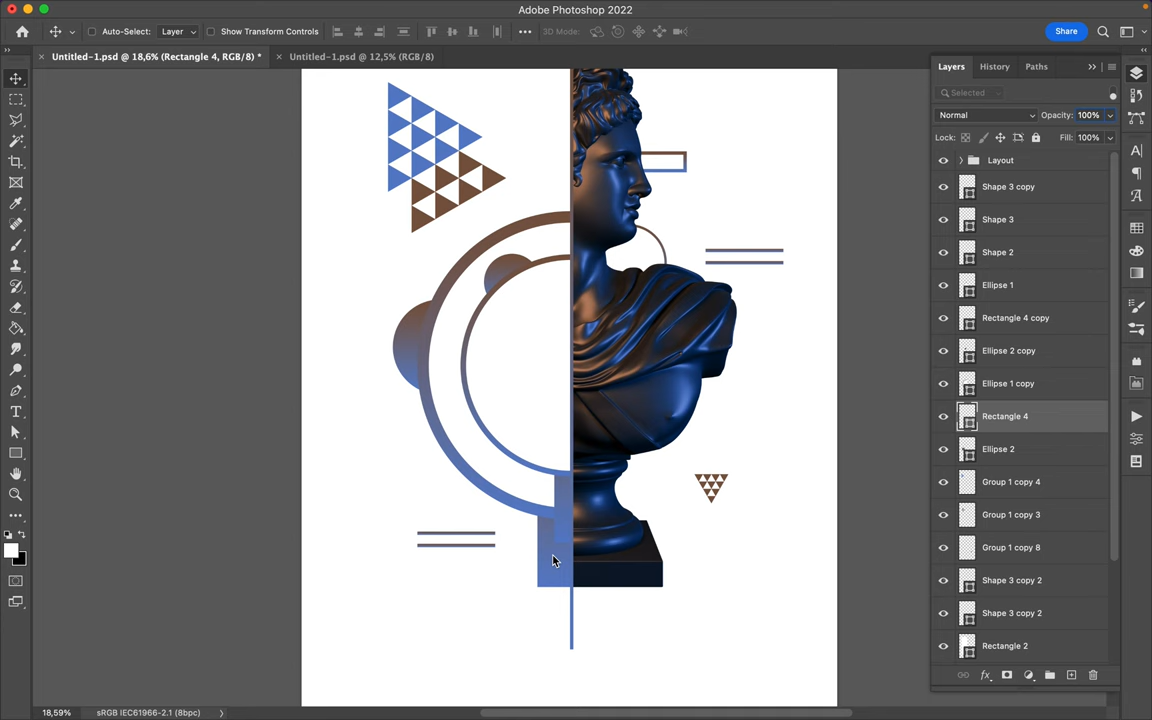 Adobe Photoshop 2022
Auto-Select: Layer Show Transform Controls 3D Mode: Share
Untitled-1.psd @ 18,6% (Rectangle 4, RGB/8) * Untitled-1.psd @ 12,5% (RGB/8)
Layers History Paths
Selected
Normal Opacity: 100%
Lock: Fill: 100%
Layout
Shape 3 copy
Shape 3
Shape 2
Ellipse 1
Rectangle 4 copy
Ellipse 2 copy
Ellipse 1 copy
Rectangle 4
Ellipse 2
Group 1 copy 4
Group 1 copy 3
Group 1 copy 8
Shape 3 copy 2
Shape 3 copy 2
Rectangle 2
18,59% sRGB IEC61966-2.1 (8bpc)